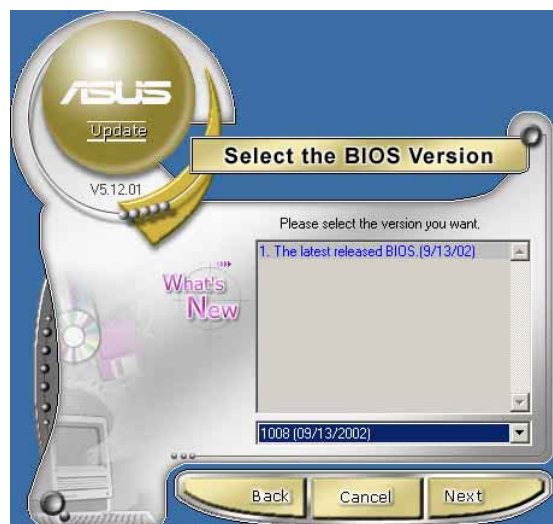 ASUS
Update
V5.12.01
Select the BIOS Version
Please select the version you want.
1. The latest released BIOS.(9/13/02)
What's
New
1008 (09/13/2002)
Back
Cancel
Next